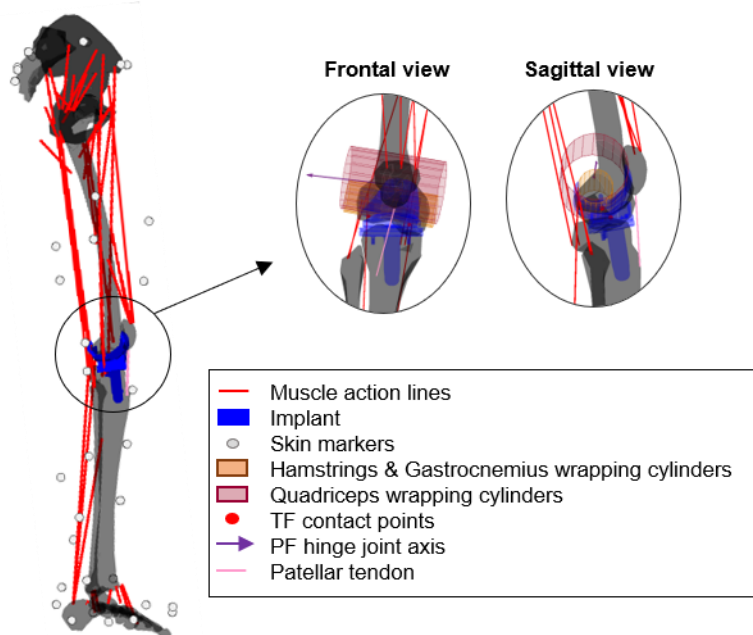 Frontal view
Sagittal view
Muscle action lines
Implant
Skin markers
Hamstrings & Gastrocnemius wrapping cylinders
Quadriceps wrapping cylinders
TF contact points
PF hinge joint axis
Patellar tendon